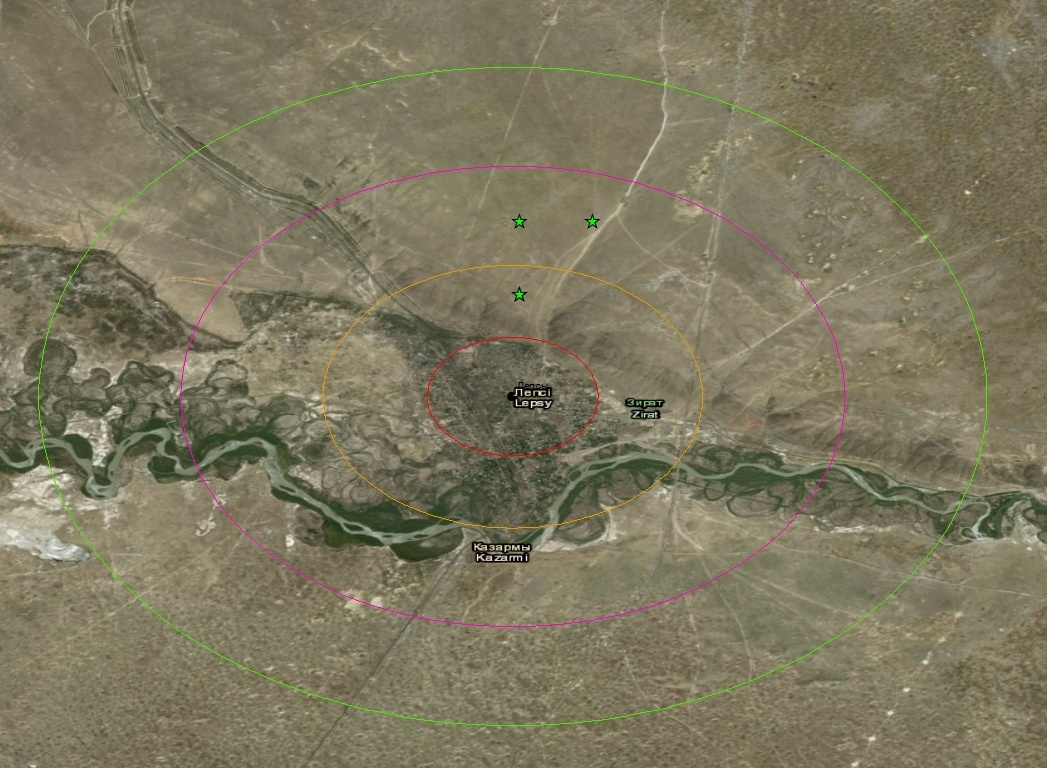 Лепсі
Lepsy
Зират
Zirat
Казармы
Kazarmi